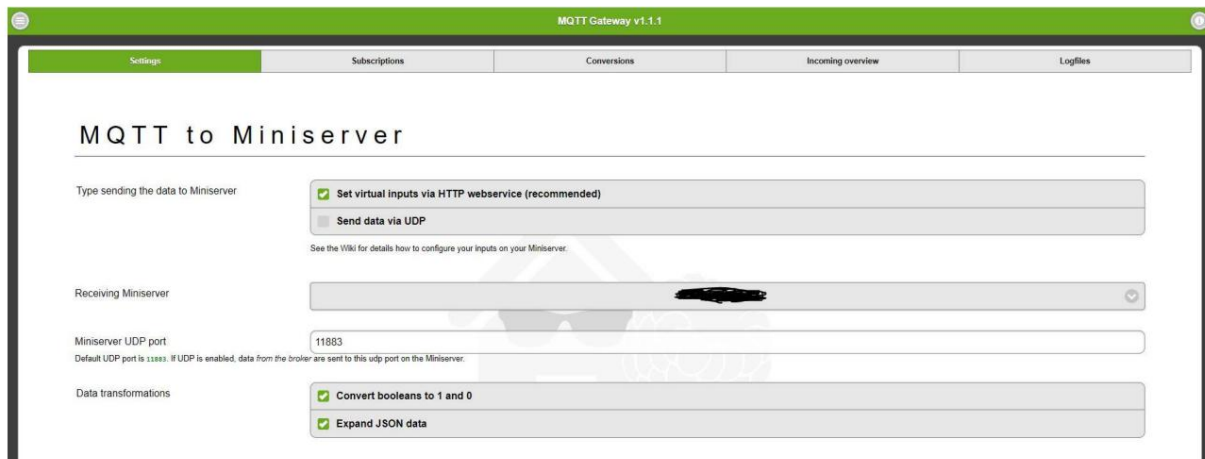 MQTT Gateway v1.1.1
Settings
Subscriptions
Conversions
Incoming overview
Logfiles
MQTT to Miniserver
Type sending the data to Miniserver
Set virtual inputs via HTTP webservice (recommended)
Send data via UDP
See the Wiki for details how to configure your inputs on your Miniserver.
Receiving Miniserver
Miniserver UDP port
11883
Default UDP port is 11883. If UDP is enabled, data from the broker are sent to this udp port on the Miniserver.
Data transformations
Convert booleans to 1 and 0
Expand JSON data